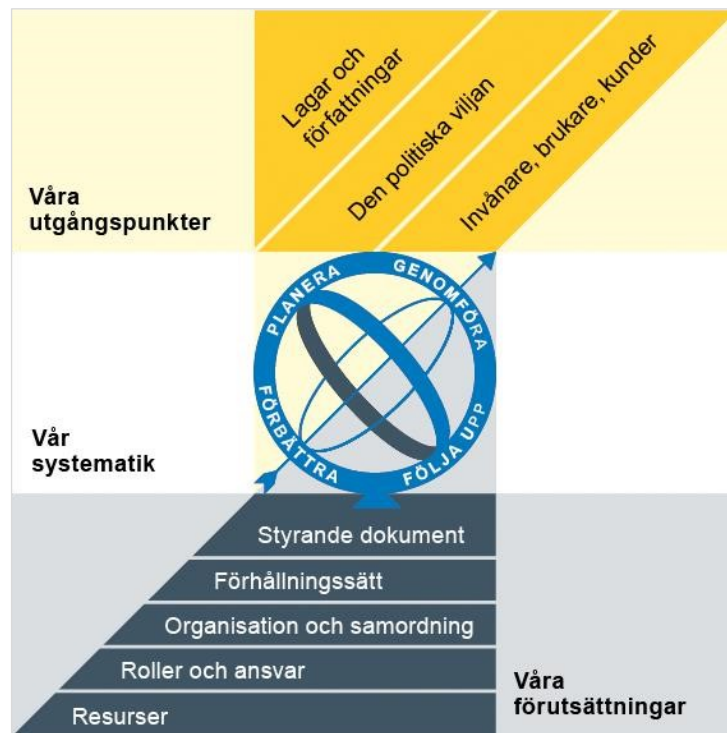 Lagar och
författningar
Den politiska viljan
Invånare, brukare, kunder
Våra
utgångspunkter
PLANERA
GENOMFÖRA
FÖLJA UPP
FÖRBÄTTRA
Vår
systematik
Styrande dokument
Förhållningssätt
Organisation och samordning
Roller och ansvar
Resurser
Våra
förutsättningar